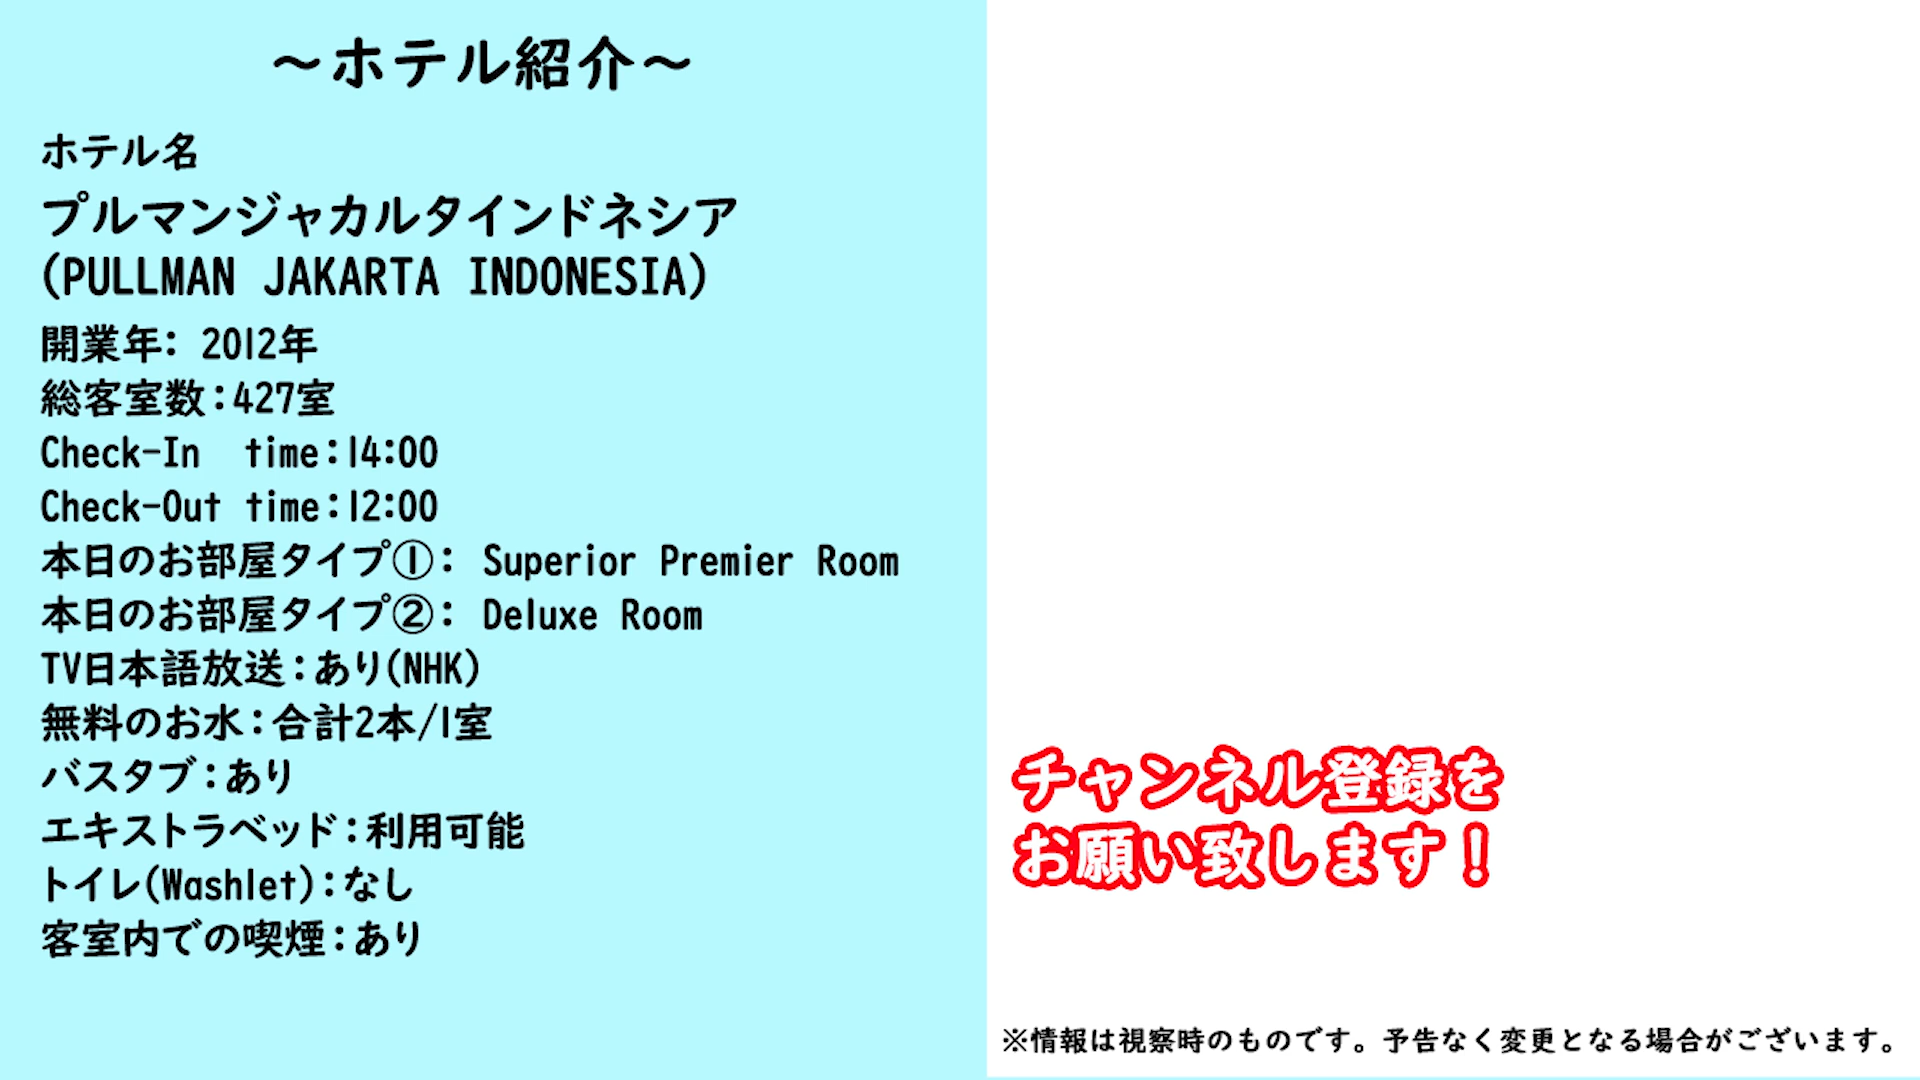 ～ホテル紹介～
ホテル名
プルマンジャカルタインドネシア
(PULLMAN JAKARTA INDONESIA)
開業年: 2012年
総客室数：427室
Check-In  time：14:00
Check-Out time：12:00
本日のお部屋タイプ①： Superior Premier Room
本日のお部屋タイプ②： Deluxe Room
TV日本語放送：あり(NHK)
無料のお水：合計2本/1室
バスタブ：あり
エキストラベッド：利用可能
トイレ(Washlet)：なし
客室内での喫煙：あり
チャンネル登録を
お願い致します！
※情報は視察時のものです。予告なく変更となる場合がございます。